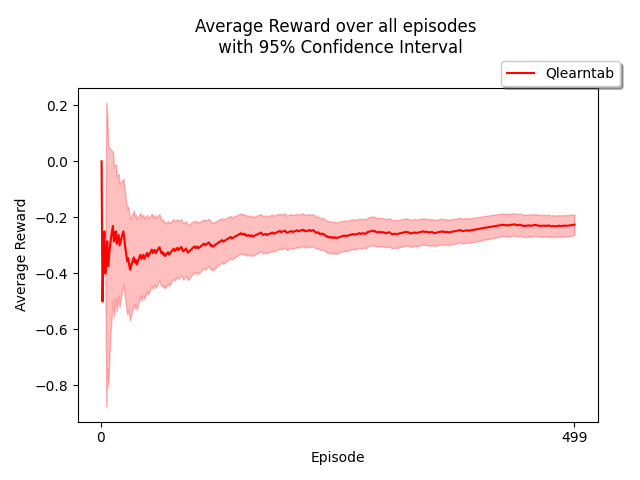 Average Reward over all episodes
with 95% Confidence Interval
Qlearntab
Average Reward
0.2
0.0
−0.2
−0.4
−0.6
−0.8
0
499
Episode